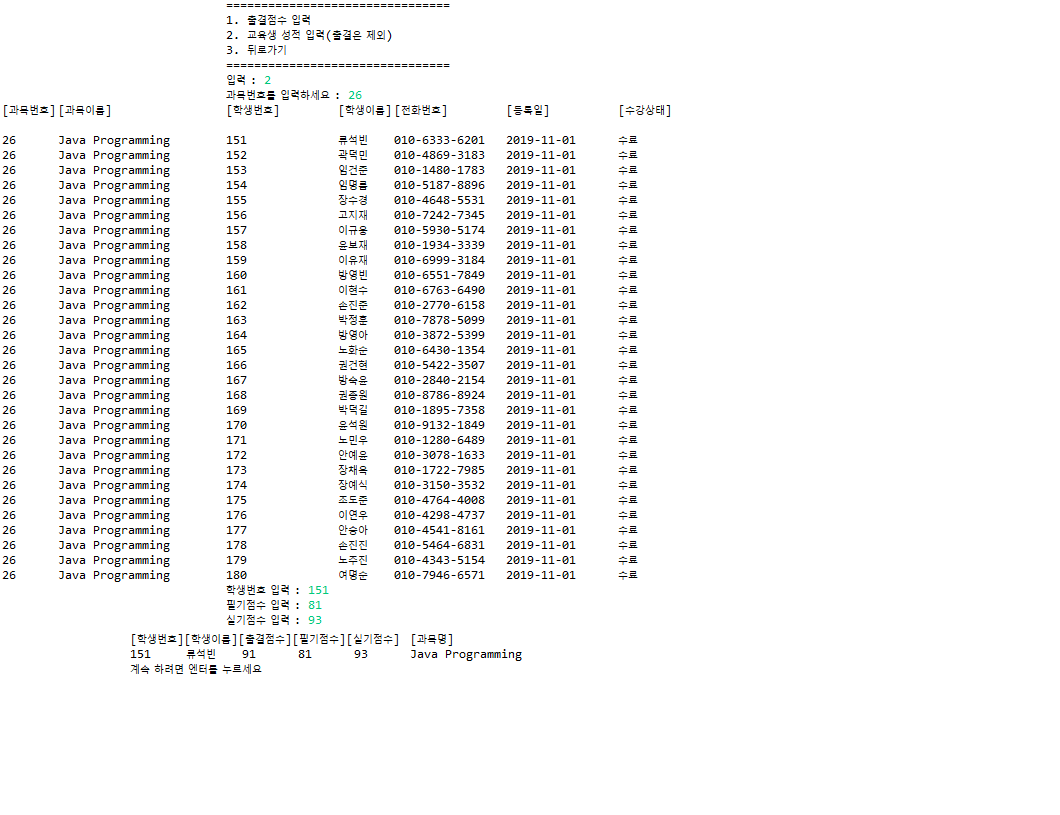 ================================
1. 출결점수 입력
2. 교육생 성적 입력(출결은 제외)
3. 뒤로가기
================================
입력 : 2
과목번호를 입력하세요 : 26
[과목번호] [과목이름] [학생번호] [학생이름] [전화번호] [등록일] [수강상태]
26 Java Programming 151 류석빈 010-6333-6201 2019-11-01 수료
26 Java Programming 152 곽덕민 010-4869-3183 2019-11-01 수료
26 Java Programming 153 임건준 010-1480-1783 2019-11-01 수료
26 Java Programming 154 임명름 010-5187-8896 2019-11-01 수료
26 Java Programming 155 장수경 010-4648-5531 2019-11-01 수료
26 Java Programming 156 고지재 010-7242-7345 2019-11-01 수료
26 Java Programming 157 이규웅 010-5930-5174 2019-11-01 수료
26 Java Programming 158 윤보재 010-1934-3339 2019-11-01 수료
26 Java Programming 159 이유재 010-6999-3184 2019-11-01 수료
26 Java Programming 160 방영빈 010-6551-7849 2019-11-01 수료
26 Java Programming 161 이현수 010-6763-6490 2019-11-01 수료
26 Java Programming 162 손진준 010-2770-6158 2019-11-01 수료
26 Java Programming 163 박정훈 010-7878-5099 2019-11-01 수료
26 Java Programming 164 방영아 010-3872-5399 2019-11-01 수료
26 Java Programming 165 노화순 010-6430-1354 2019-11-01 수료
26 Java Programming 166 권건현 010-5422-3507 2019-11-01 수료
26 Java Programming 167 방숙윤 010-2840-2154 2019-11-01 수료
26 Java Programming 168 권종원 010-8786-8924 2019-11-01 수료
26 Java Programming 169 박덕길 010-1895-7358 2019-11-01 수료
26 Java Programming 170 윤석원 010-9132-1849 2019-11-01 수료
26 Java Programming 171 노민우 010-1280-6489 2019-11-01 수료
26 Java Programming 172 안예윤 010-3078-1633 2019-11-01 수료
26 Java Programming 173 장채옥 010-1722-7985 2019-11-01 수료
26 Java Programming 174 장예식 010-3150-3532 2019-11-01 수료
26 Java Programming 175 조도준 010-4764-4008 2019-11-01 수료
26 Java Programming 176 이연우 010-4298-4737 2019-11-01 수료
26 Java Programming 177 안승아 010-4541-8161 2019-11-01 수료
26 Java Programming 178 손진진 010-5464-6831 2019-11-01 수료
26 Java Programming 179 노주진 010-4343-5154 2019-11-01 수료
26 Java Programming 180 여명순 010-7946-6571 2019-11-01 수료
학생번호 입력 : 151
필기점수 입력 : 81
실기점수 입력 : 93
[학생번호][학생이름][출결점수][필기점수][실기점수] [과목명]
151 류석빈 91 81 93 Java Programming
계속 하려면 엔터를 누르세요